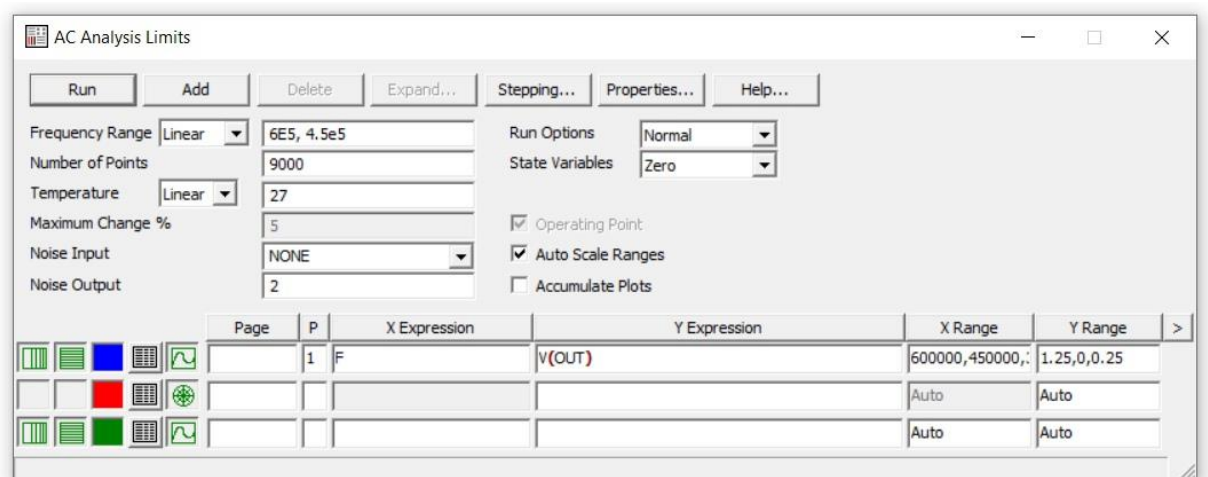 AC Analysis Limits
Run Add Delete Expand... Stepping... Properties... Help...
Frequency Range Linear 6E5, 4.5e5 Run Options Normal
Number of Points 9000 State Variables Zero
Temperature Linear 27
Maximum Change % 5 Operating Point
Noise Input NONE Auto Scale Ranges
Noise Output 2 Accumulate Plots
Page P X Expression Y Expression X Range Y Range >
1 F V(OUT) 600000,450000, 1.25,0,0.25
Auto Auto
Auto Auto